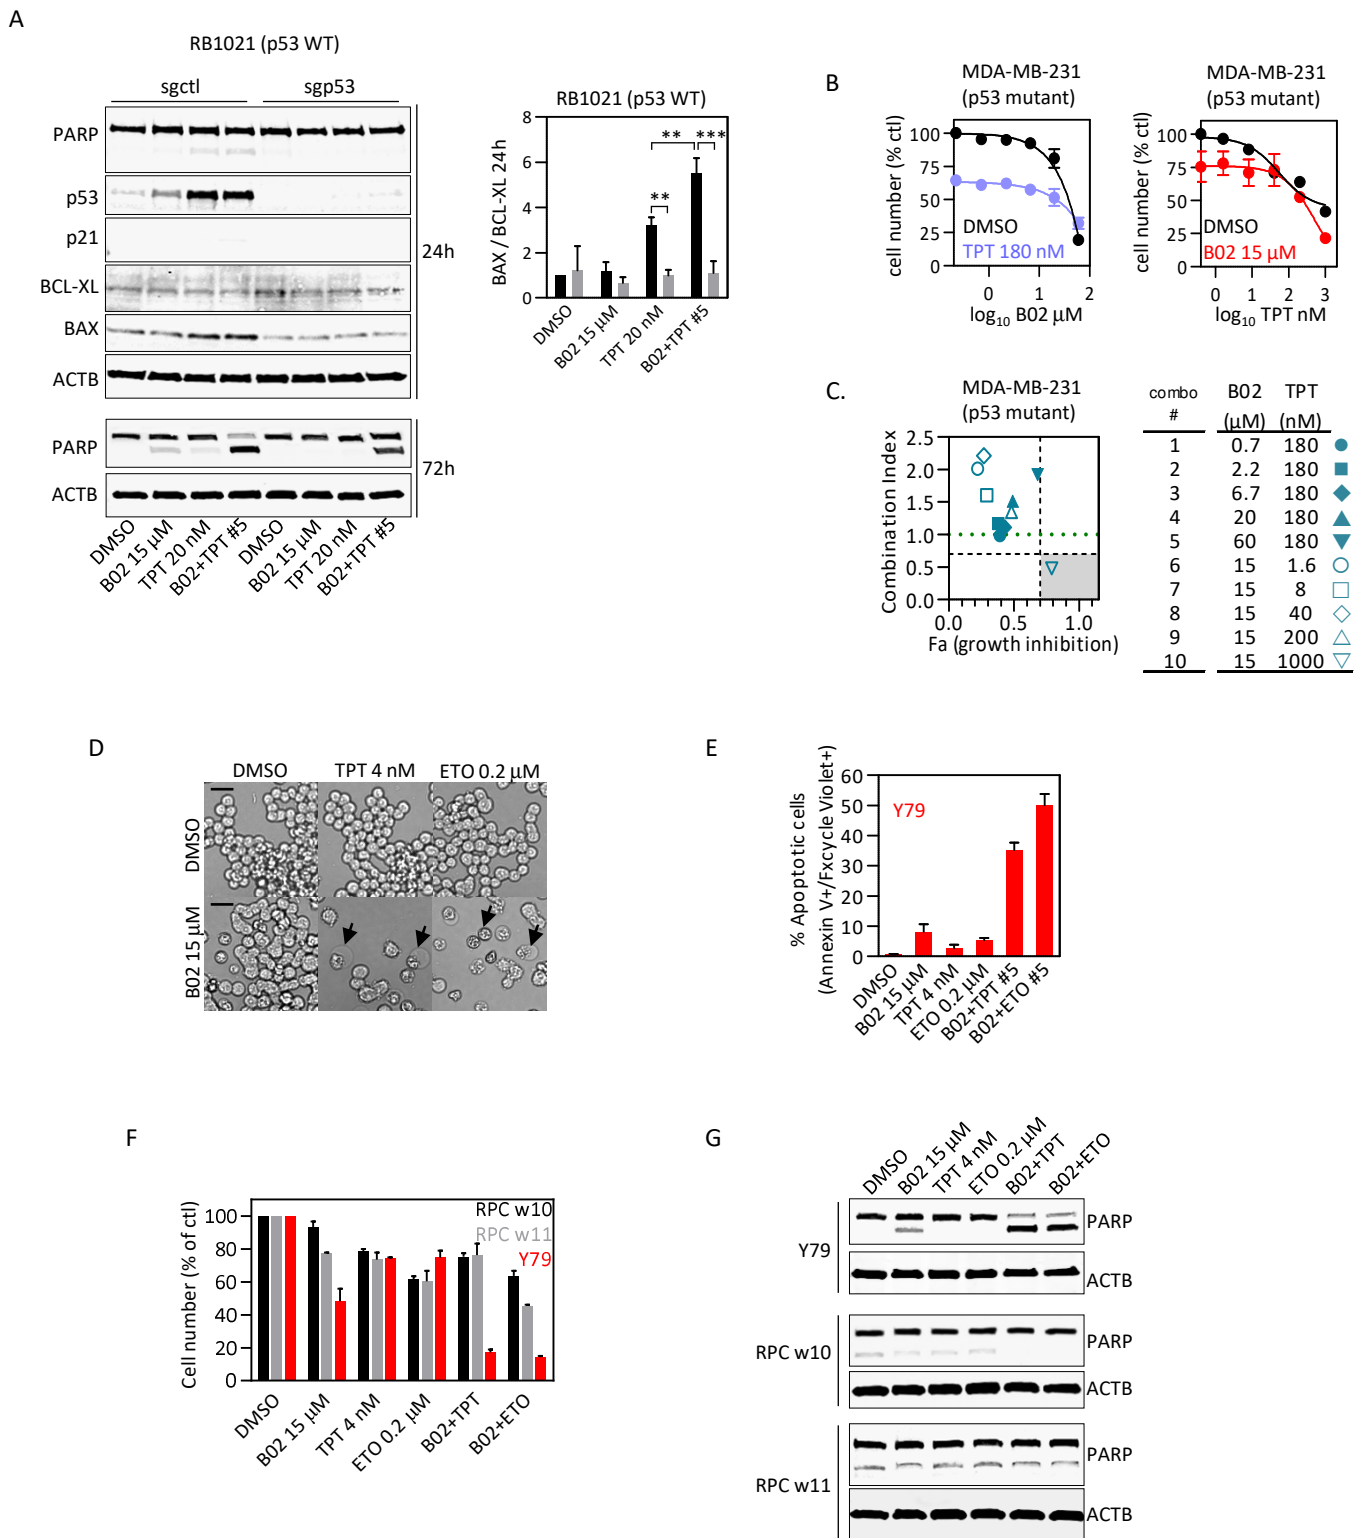 A
RB1021 (p53 WT)
sgctl
sgp53
PARP
p53
p21
BCL-XL
BAX
ACTB
24h
PARP
ACTB
72h
DMSO
B02 15 µM
TPT 20 nM
B02+TPT #5
DMSO
B02 15 µM
TPT 20 nM
B02+TPT #5
RB1021 (p53 WT)
BAX / BCL-XL 24h
8
6
4
2
0
**
***
**
DMSO
B02 15 µM
TPT 20 nM
B02+TPT #5
B
MDA-MB-231
(p53 mutant)
cell number (% ctl)
100
75
50
25
0
DMSO
TPT 180 nM
0
1
2
log10 B02 µM
MDA-MB-231
(p53 mutant)
cell number (% ctl)
100
75
50
25
0
DMSO
B02 15 µM
0
1
2
3
log10 TPT nM
C.
MDA-MB-231
(p53 mutant)
Combination Index
2.5
2.0
1.5
1.0
0.5
0.0
0.0
0.5
1.0
Fa (growth inhibition)
combo B02 TPT
# (µM) (nM)
1 0.7 180
2 2.2 180
3 6.7 180
4 20 180
5 60 180
6 15 1.6
7 15 8
8 15 40
9 15 200
10 15 1000
D
DMSO
TPT 4 nM
ETO 0.2 µM
DMSO
B02 15 µM
E
% Apoptotic cells
(Annexin V+/Fxcycle Violet+)
60
50
40
30
20
10
0
Y79
DMSO
B02 15 µM
TPT 4 nM
ETO 0.2 µM
B02+TPT #5
B02+ETO #5
F
Cell number (% of ctl)
100
80
60
40
20
0
RPC w10
RPC w11
Y79
DMSO
B02 15 µM
TPT 4 nM
ETO 0.2 µM
B02+TPT
B02+ETO
G
DMSO
B02 15 µM
TPT 4 nM
ETO 0.2 µM
B02+TPT
B02+ETO
Y79
PARP
ACTB
RPC w10
PARP
ACTB
RPC w11
PARP
ACTB